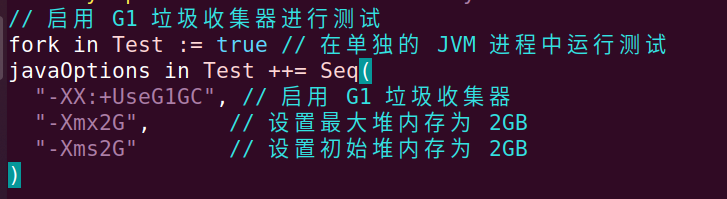 // 启用 G1 垃圾收集器进行测试
fork in Test := true // 在单独的 JVM 进程中运行测试
javaOptions in Test ++= Seq(
  "-XX:+UseG1GC", // 启用 G1 垃圾收集器
  "-Xmx2G",      // 设置最大堆内存为 2GB
  "-Xms2G"       // 设置初始堆内存为 2GB
)